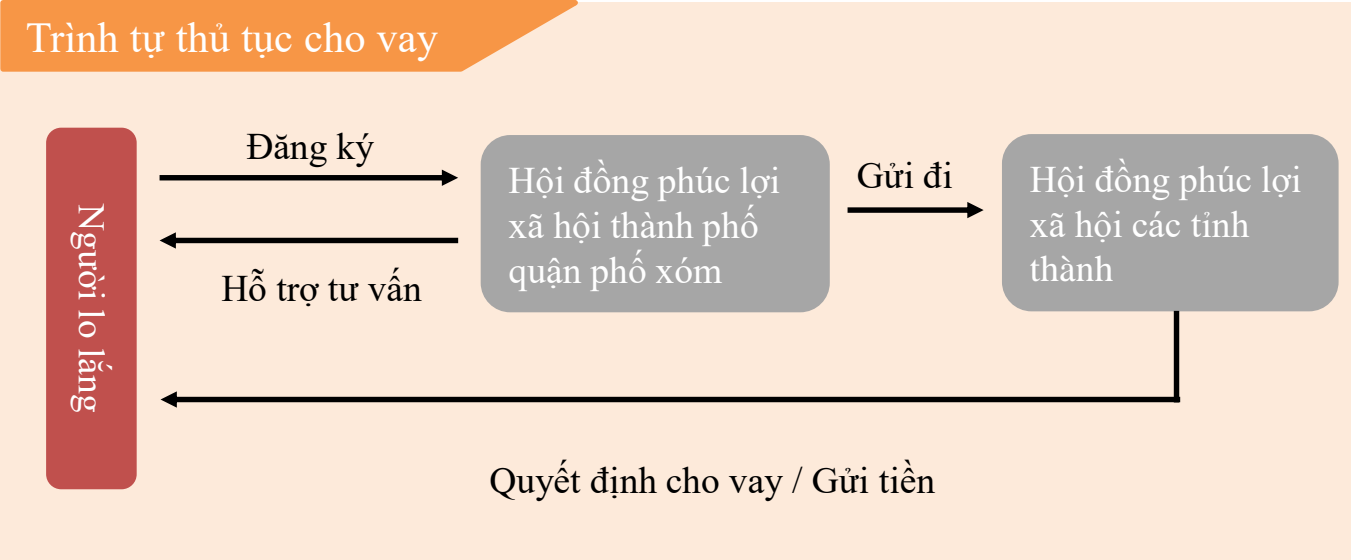 Trình tự thủ tục cho vay
Người lo lắng
Đăng ký
Hỗ trợ tư vấn
Hội đồng phúc lợi
xã hội thành phố
quận phố xóm
Gửi đi
Hội đồng phúc lợi
xã hội các tỉnh
thành
Quyết định cho vay / Gửi tiền